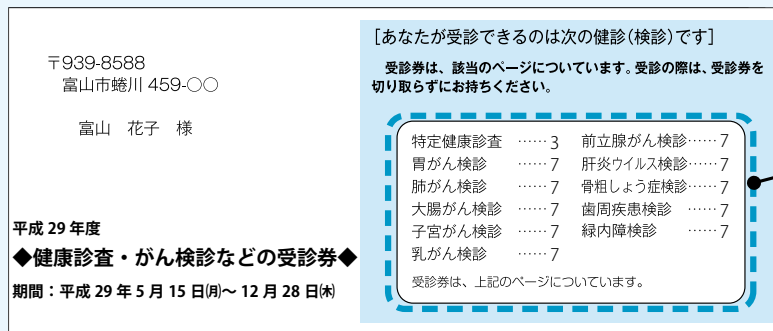 〒939-8588
富山市蜷川 459-○○
富山　花子　様
平成 29 年度
◆健康診査・がん検診などの受診券◆
期間：平成 29 年 5 月 15 日㈪～ 12 月 28 日㈭
［あなたが受診できるのは次の健診(検診)です］
受診券は、該当のページについています。受診の際は、受診券を
切り取らずにお持ちください。
特定健康診査 ……3
胃がん検診 ……7
肺がん検診 ……7
大腸がん検診 ……7
子宮がん検診 ……7
乳がん検診 ……7
前立腺がん検診……7
肝炎ウイルス検診……7
骨粗しょう症検診……7
歯周疾患検診 ……7
緑内障検診 ……7
受診券は、上記のページについています。